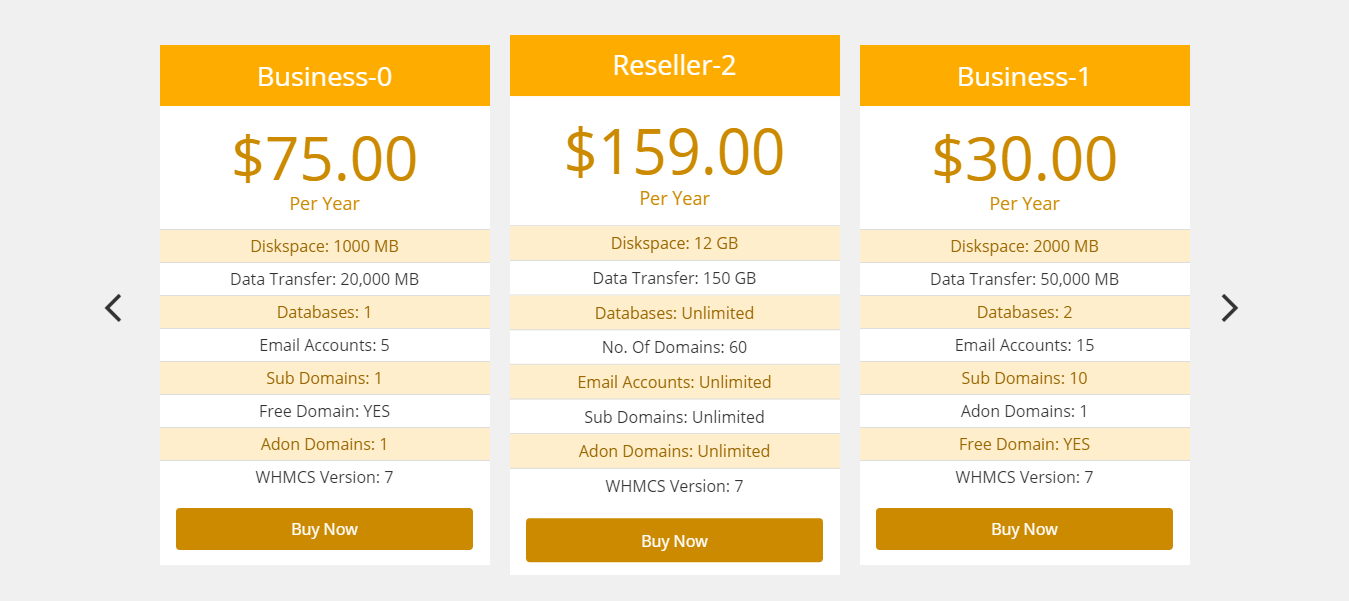 Business-0
$75.00
Per Year
Diskspace: 1000 MB
Data Transfer: 20,000 MB
Databases: 1
Email Accounts: 5
Sub Domains: 1
Free Domain: YES
Adon Domains: 1
WHMCS Version: 7
Buy Now
Reseller-2
$159.00
Per Year
Diskspace: 12 GB
Data Transfer: 150 GB
Databases: Unlimited
No. Of Domains: 60
Email Accounts: Unlimited
Sub Domains: Unlimited
Adon Domains: Unlimited
WHMCS Version: 7
Buy Now
Business-1
$30.00
Per Year
Diskspace: 2000 MB
Data Transfer: 50,000 MB
Databases: 2
Email Accounts: 15
Sub Domains: 10
Adon Domains: 1
Free Domain: YES
WHMCS Version: 7
Buy Now